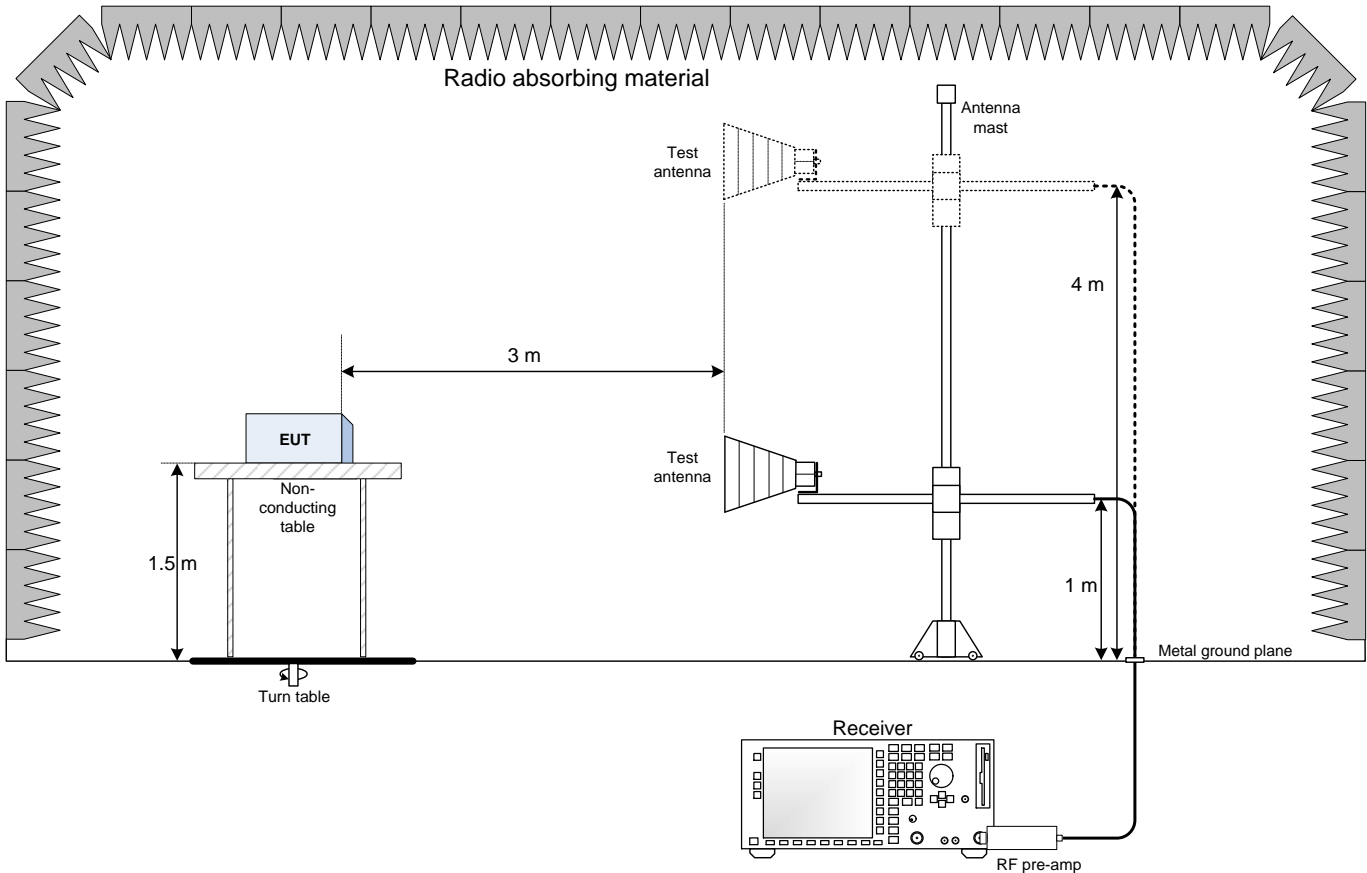 Radio absorbing material
Antenna
mast
Test
antenna
4 m
3 m
EUT
Test
antenna
Non-
conducting
table
1.5 m
1 m
Metal ground plane
Turn table
Receiver
RF pre-amp